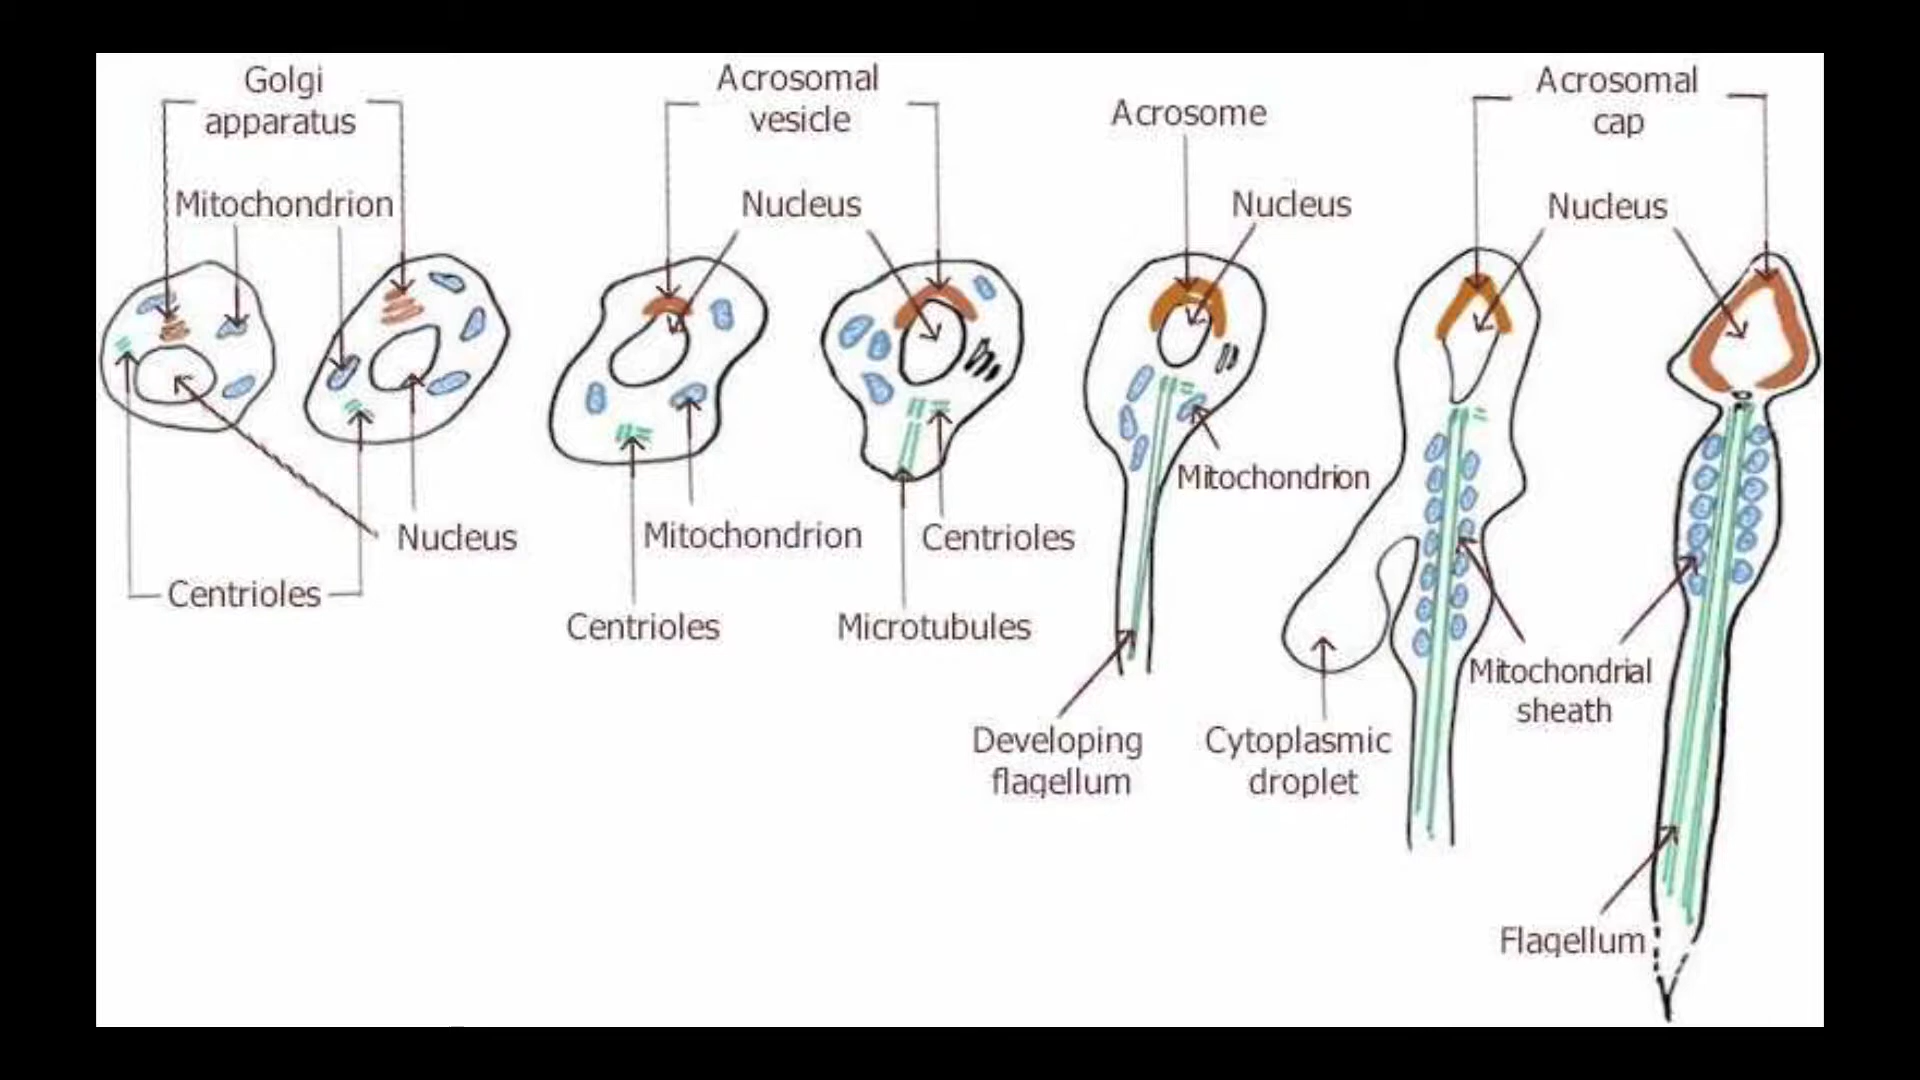 Golgi
apparatus
Mitochondrion
Nucleus
Centrioles
Acrosomal
vesicle
Nucleus
Mitochondrion
Centrioles
Centrioles
Microtubules
Acrosome
Nucleus
Mitochondrion
Developing
flagellum
Cytoplasmic
droplet
Acrosomal
cap
Nucleus
Mitochondrial
sheath
Flagellum